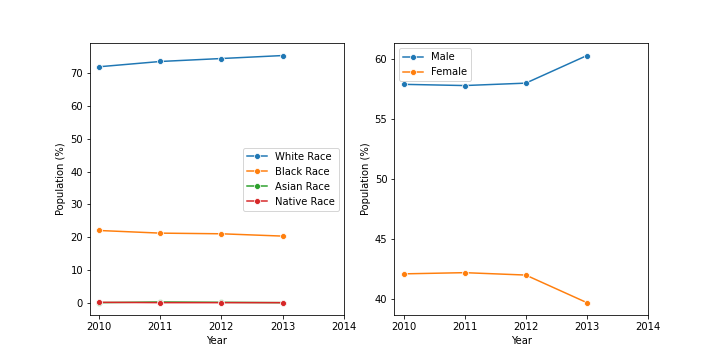 70
60
50
40
30
20
10
0
Population (%)
2010 2011 2012 2013 2014
Year
White Race
Black Race
Asian Race
Native Race
60
55
50
45
40
Population (%)
2010 2011 2012 2013 2014
Year
Male
Female